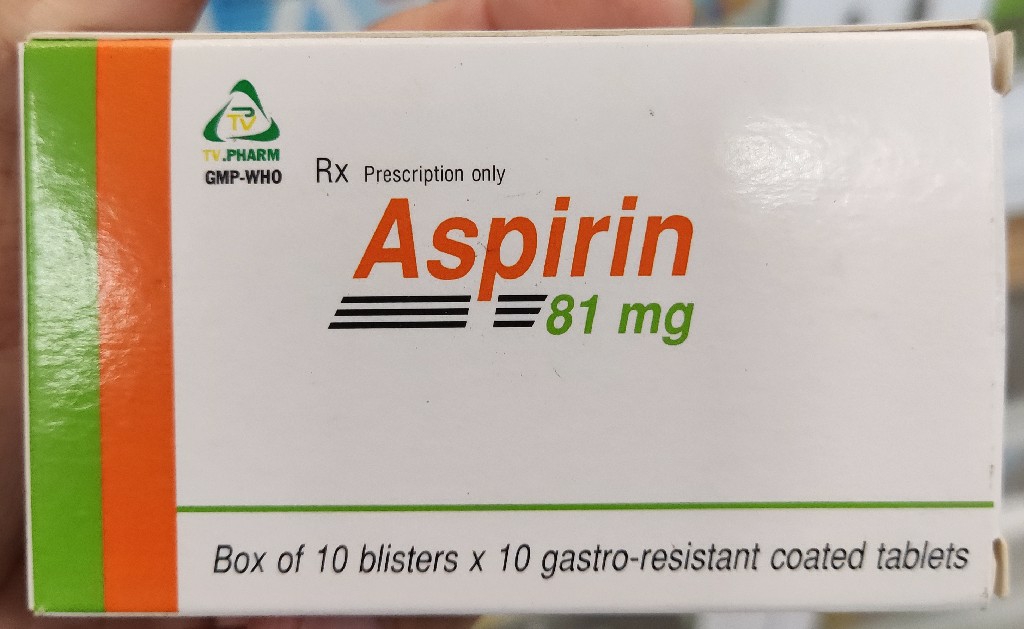 TV
TV.PHARM
GMP-WHO
Rx Prescription only
Aspirin
81 mg
Box of 10 blisters x 10 gastro-resistant coated tablets